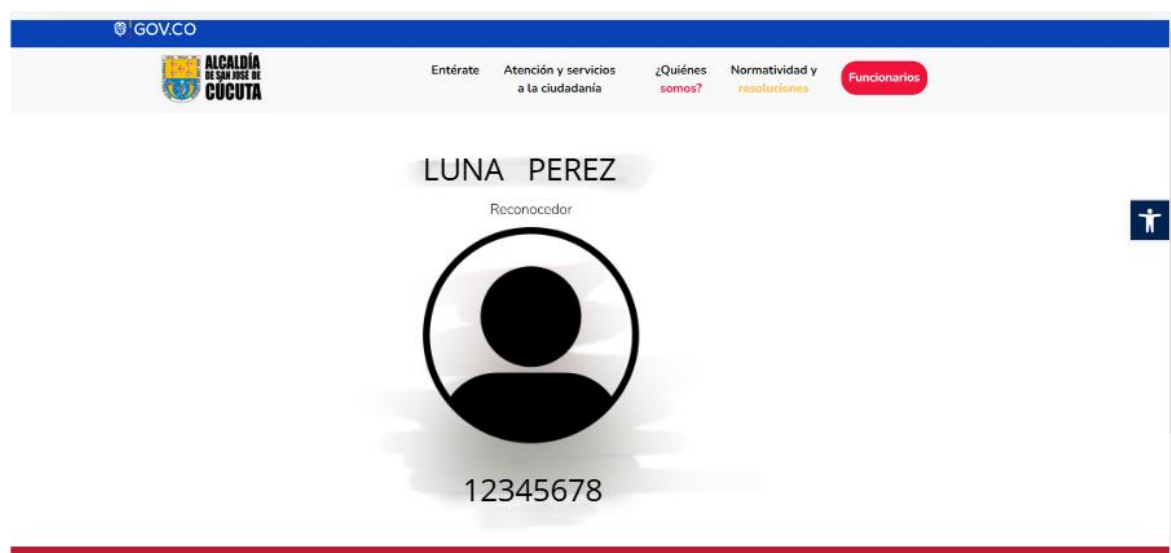 GOV.CO
ALCALDÍA
DE SAN JOSÉ DE
CÚCUTA
Entérate
Atención y servicios
a la ciudadanía
¿Quiénes
somos?
Normatividad y
resoluciones
Funcionarios
LUNA PEREZ
Reconocedor
12345678